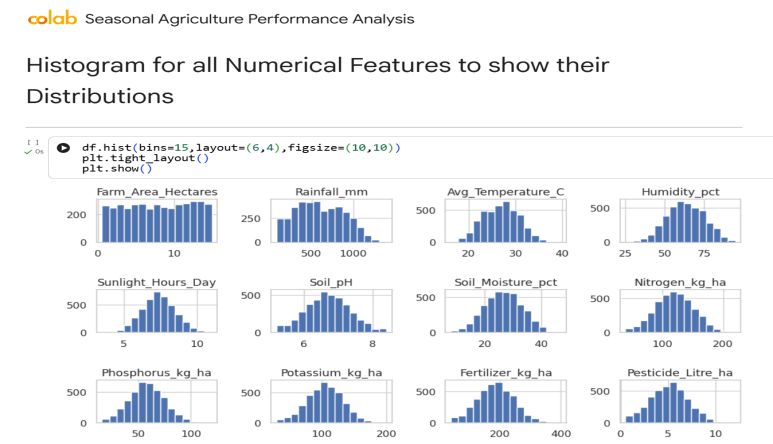 colab Seasonal Agriculture Performance Analysis
Histogram for all Numerical Features to show their
Distributions
[ ]
0s
df.hist(bins=15,layout=(6,4),figsize=(10,10))
plt.tight_layout()
plt.show()
Farm_Area_Hectares Rainfall_mm Avg_Temperature_C Humidity_pct
200 250 500 500
0 0 0 0
0 10 500 1000 20 30 40 25 50 75
Sunlight_Hours_Day Soil_pH Soil_Moisture_pct Nitrogen_kg_ha
500 500 500 500
0 0 0 0
5 10 6 8 20 40 100 200
Phosphorus_kg_ha Potassium_kg_ha Fertilizer_kg_ha Pesticide_Litre_ha
500 500 500 500
0 0 0 0
50 100 100 200 200 400 0 5 10